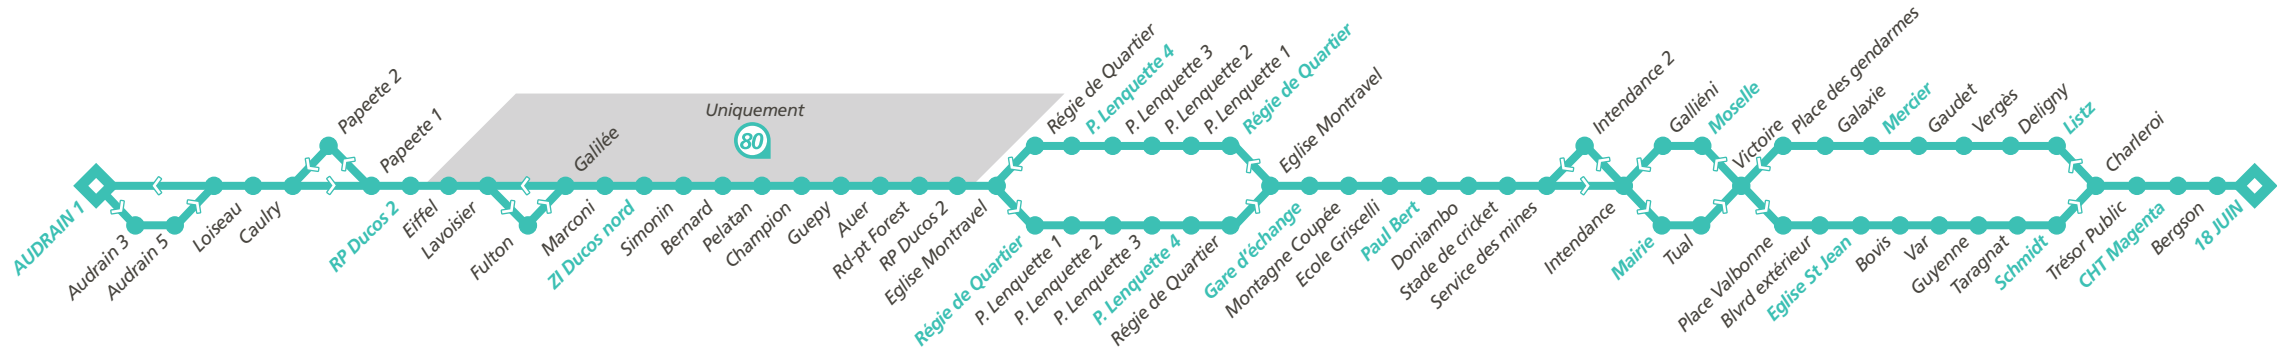 AUDRAIN 1
Audrain 3
Audrain 5
Loiseau
Caulry
Papeete 2
Papeete 1
RP Ducos 2
Eiffel
Lavoisier
Fulton
Uniquement
80
Galilée
Marconi
ZI Ducos nord
Simonin
Bernard
Pelatan
Champion
Guepy
Auer
Rd-pt Forest
RP Ducos 2
Eglise Montravel
Régie de Quartier
P. Lenquette 4
P. Lenquette 3
P. Lenquette 2
P. Lenquette 1
Régie de Quartier
Eglise Montravel
Régie de Quartier
P. Lenquette 1
P. Lenquette 2
P. Lenquette 3
P. Lenquette 4
Régie de Quartier
Gare d'échange
Montagne Coupée
Ecole Griscelli
Paul Bert
Doniambo
Stade de cricket
Service des mines
Intendance 2
Intendance
Galliéni
Moselle
Victoire
Mairie
Tual
Place des gendarmes
Galaxie
Mercier
Gaudet
Vergès
Deligny
Listz
Charleroi
Place Valbonne
Blvrd extérieur
Eglise St Jean
Bovis
Var
Guyenne
Taragnat
Schmidt
Trésor Public
CHT Magenta
Bergson
18 JUIN